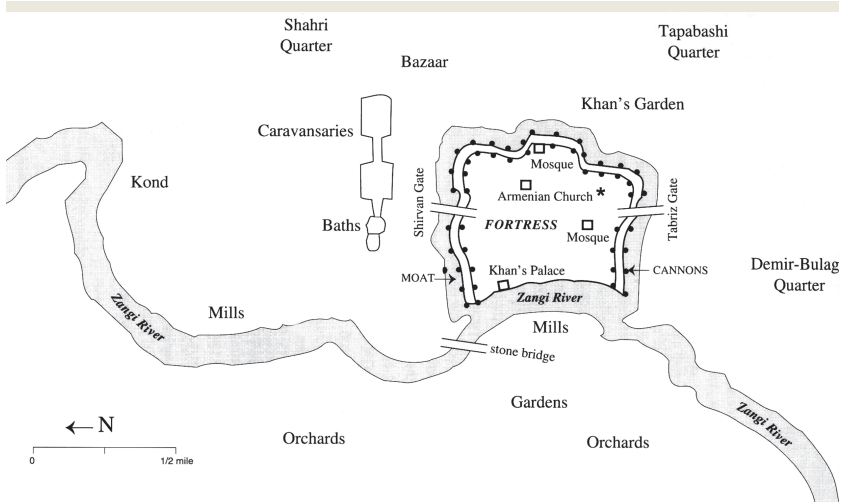 Shahri
Quarter
Tapabashi
Quarter
Bazaar
Khan's Garden
Caravansaries
Mosque
Kond
Armenian Church *
Shirvan Gate
Tabriz Gate
Baths
FORTRESS
Mosque
Khan's Palace
MOAT
CANNONS
Demir-Bulag
Quarter
Zangi River
Zangi River
Mills
Mills
stone bridge
Gardens
Zangi River
N
Orchards
Orchards
0
1/2 mile